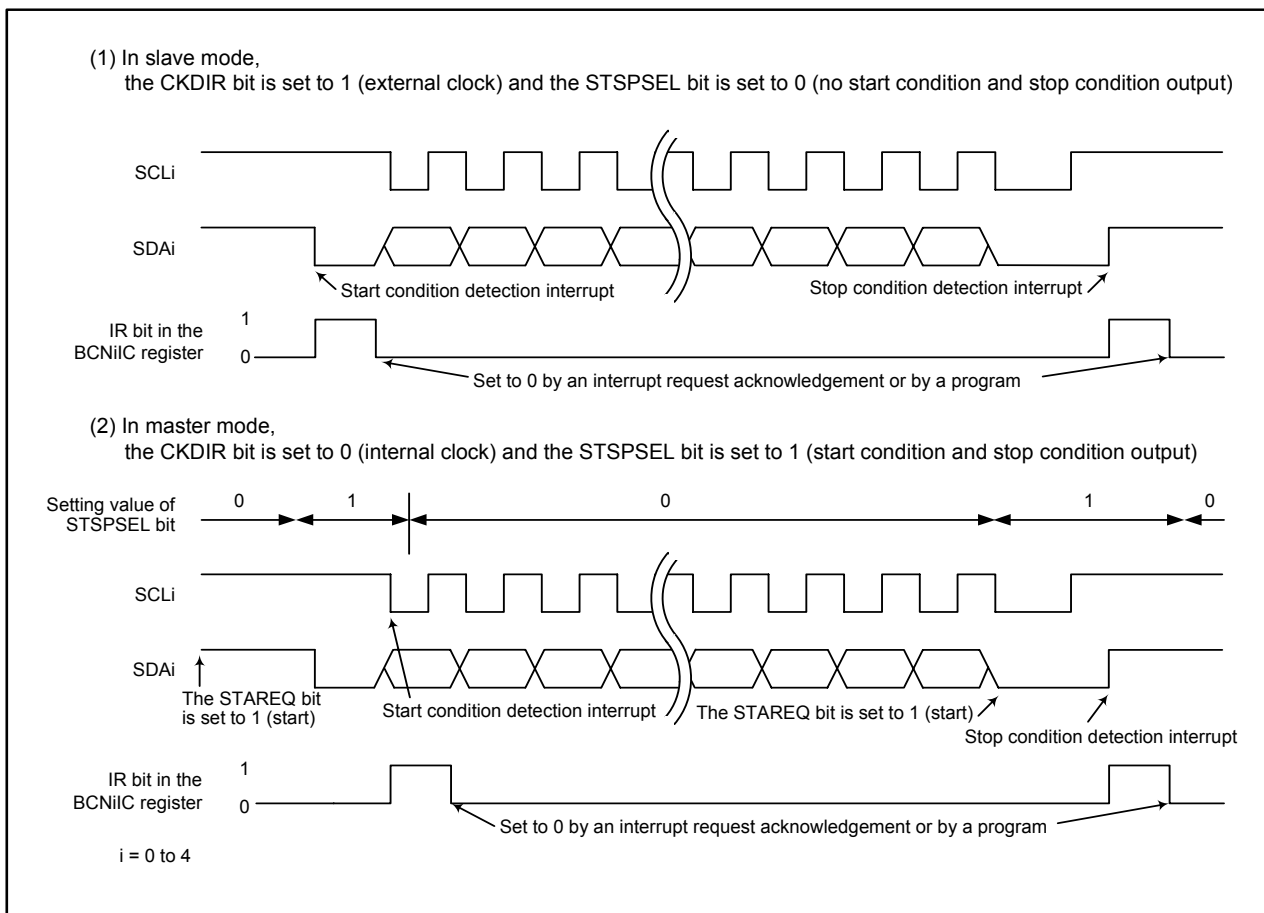 (1) In slave mode,
the CKDIR bit is set to 1 (external clock) and the STSPSEL bit is set to 0 (no start condition and stop condition output)
SCLi
SDAi
Start condition detection interrupt
Stop condition detection interrupt
IR bit in the
BCNiIC register
1
0
Set to 0 by an interrupt request acknowledgement or by a program
(2) In master mode,
the CKDIR bit is set to 0 (internal clock) and the STSPSEL bit is set to 1 (start condition and stop condition output)
Setting value of
STSPSEL bit
0
1
0
1
0
SCLi
SDAi
The STAREQ bit
is set to 1 (start)
Start condition detection interrupt
The STAREQ bit is set to 1 (start)
Stop condition detection interrupt
IR bit in the
BCNiIC register
1
0
Set to 0 by an interrupt request acknowledgement or by a program
i = 0 to 4